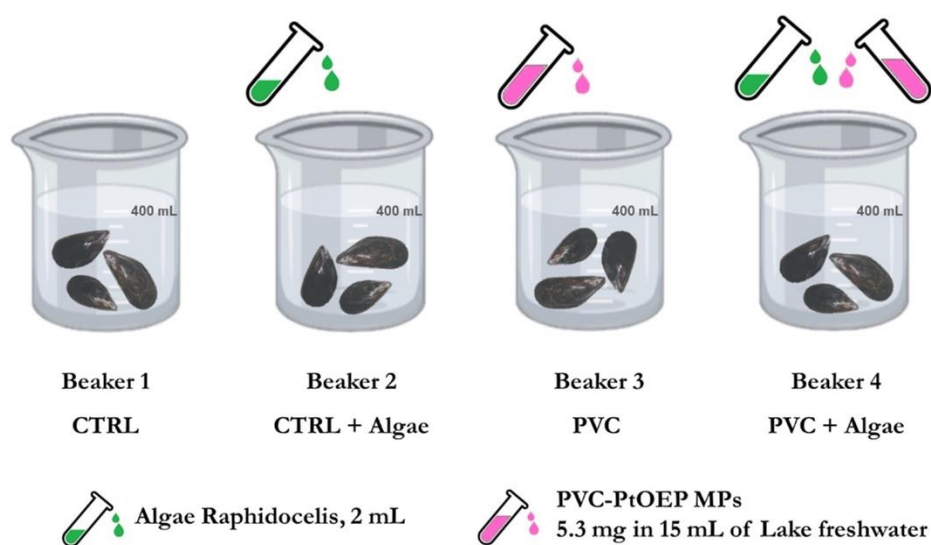 400 mL
400 mL
400 mL
400 mL
Beaker 1
Beaker 2
Beaker 3
Beaker 4
CTRL
CTRL + Algae
PVC
PVC + Algae
Algae Raphidocelis, 2 mL
PVC-PtOEP MPs
5.3 mg in 15 mL of Lake freshwater